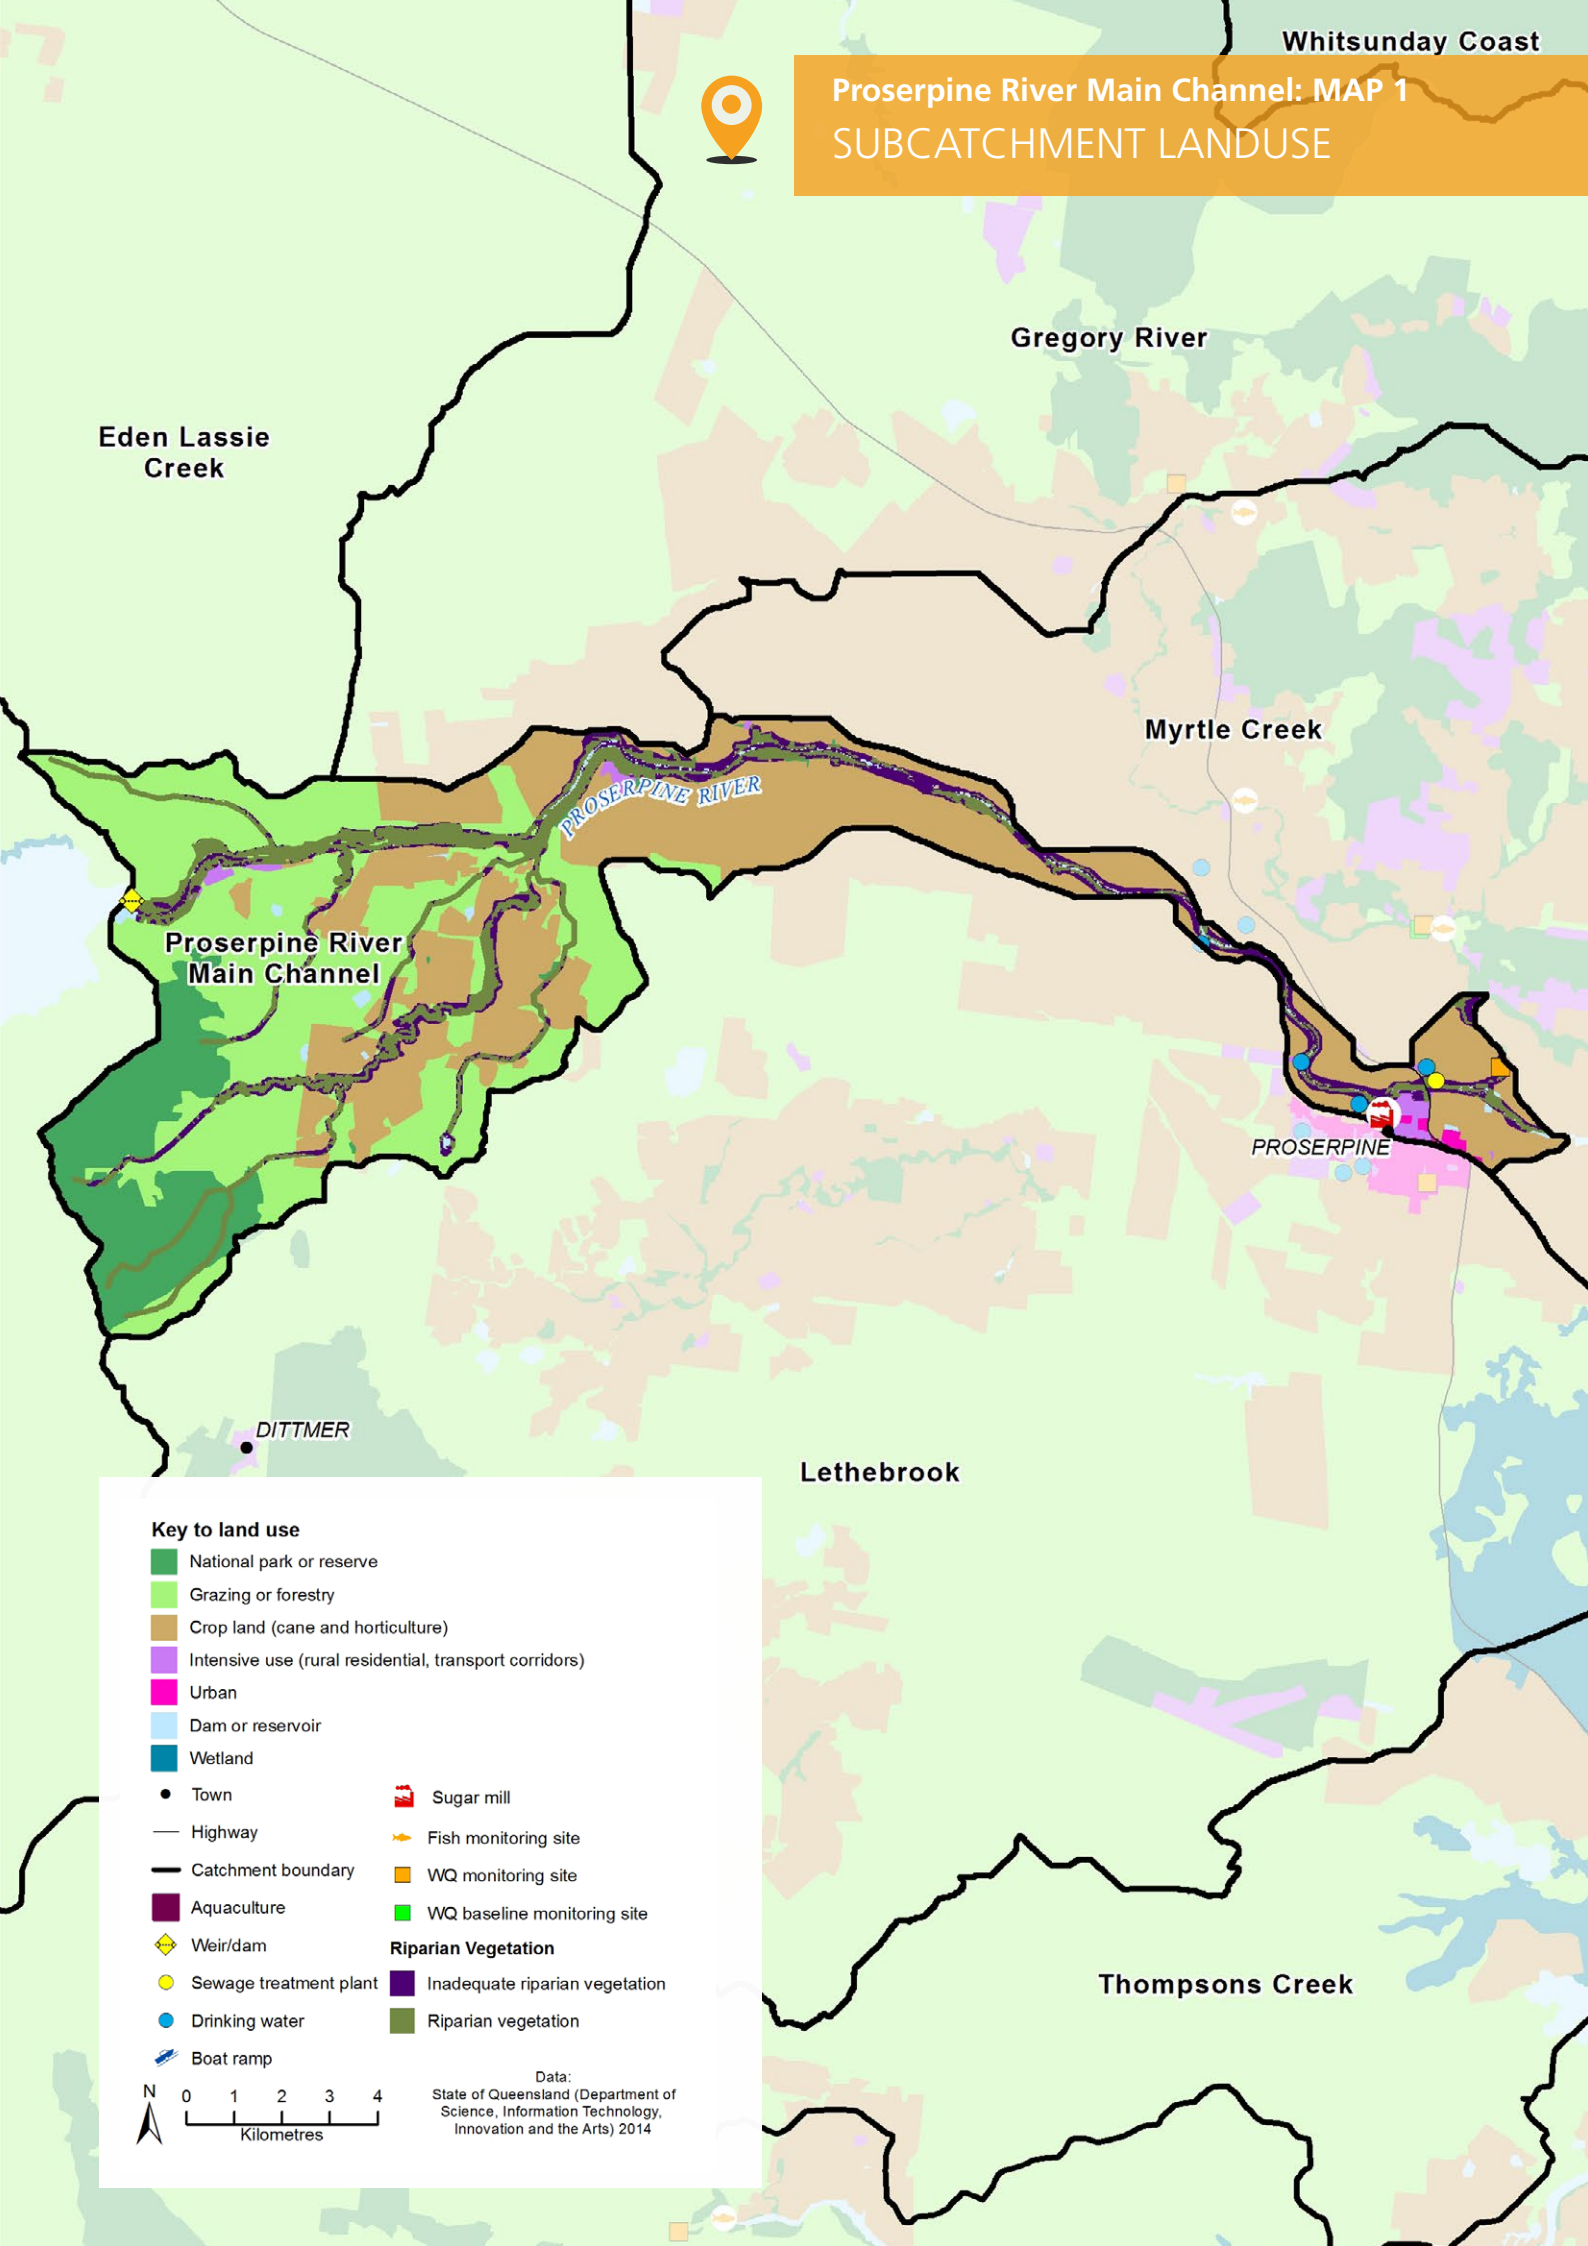 Whitsunday Coast
Proserpine River Main Channel: MAP 1
SUBCATCHMENT LANDUSE
Gregory River
Eden Lassie
Creek
Myrtle Creek
PROSERPINE RIVER
Proserpine River
Main Channel
PROSERPINE
DITTMER
Lethebrook
Thompsons Creek
Key to land use
National park or reserve
Grazing or forestry
Crop land (cane and horticulture)
Intensive use (rural residential, transport corridors)
Urban
Dam or reservoir
Wetland
Town
Highway
Catchment boundary
Aquaculture
Weir/dam
Sewage treatment plant
Drinking water
Boat ramp
Sugar mill
Fish monitoring site
WQ monitoring site
WQ baseline monitoring site
Riparian Vegetation
Inadequate riparian vegetation
Riparian vegetation
N
0 1 2 3 4
Kilometres
Data:
State of Queensland (Department of
Science, Information Technology,
Innovation and the Arts) 2014